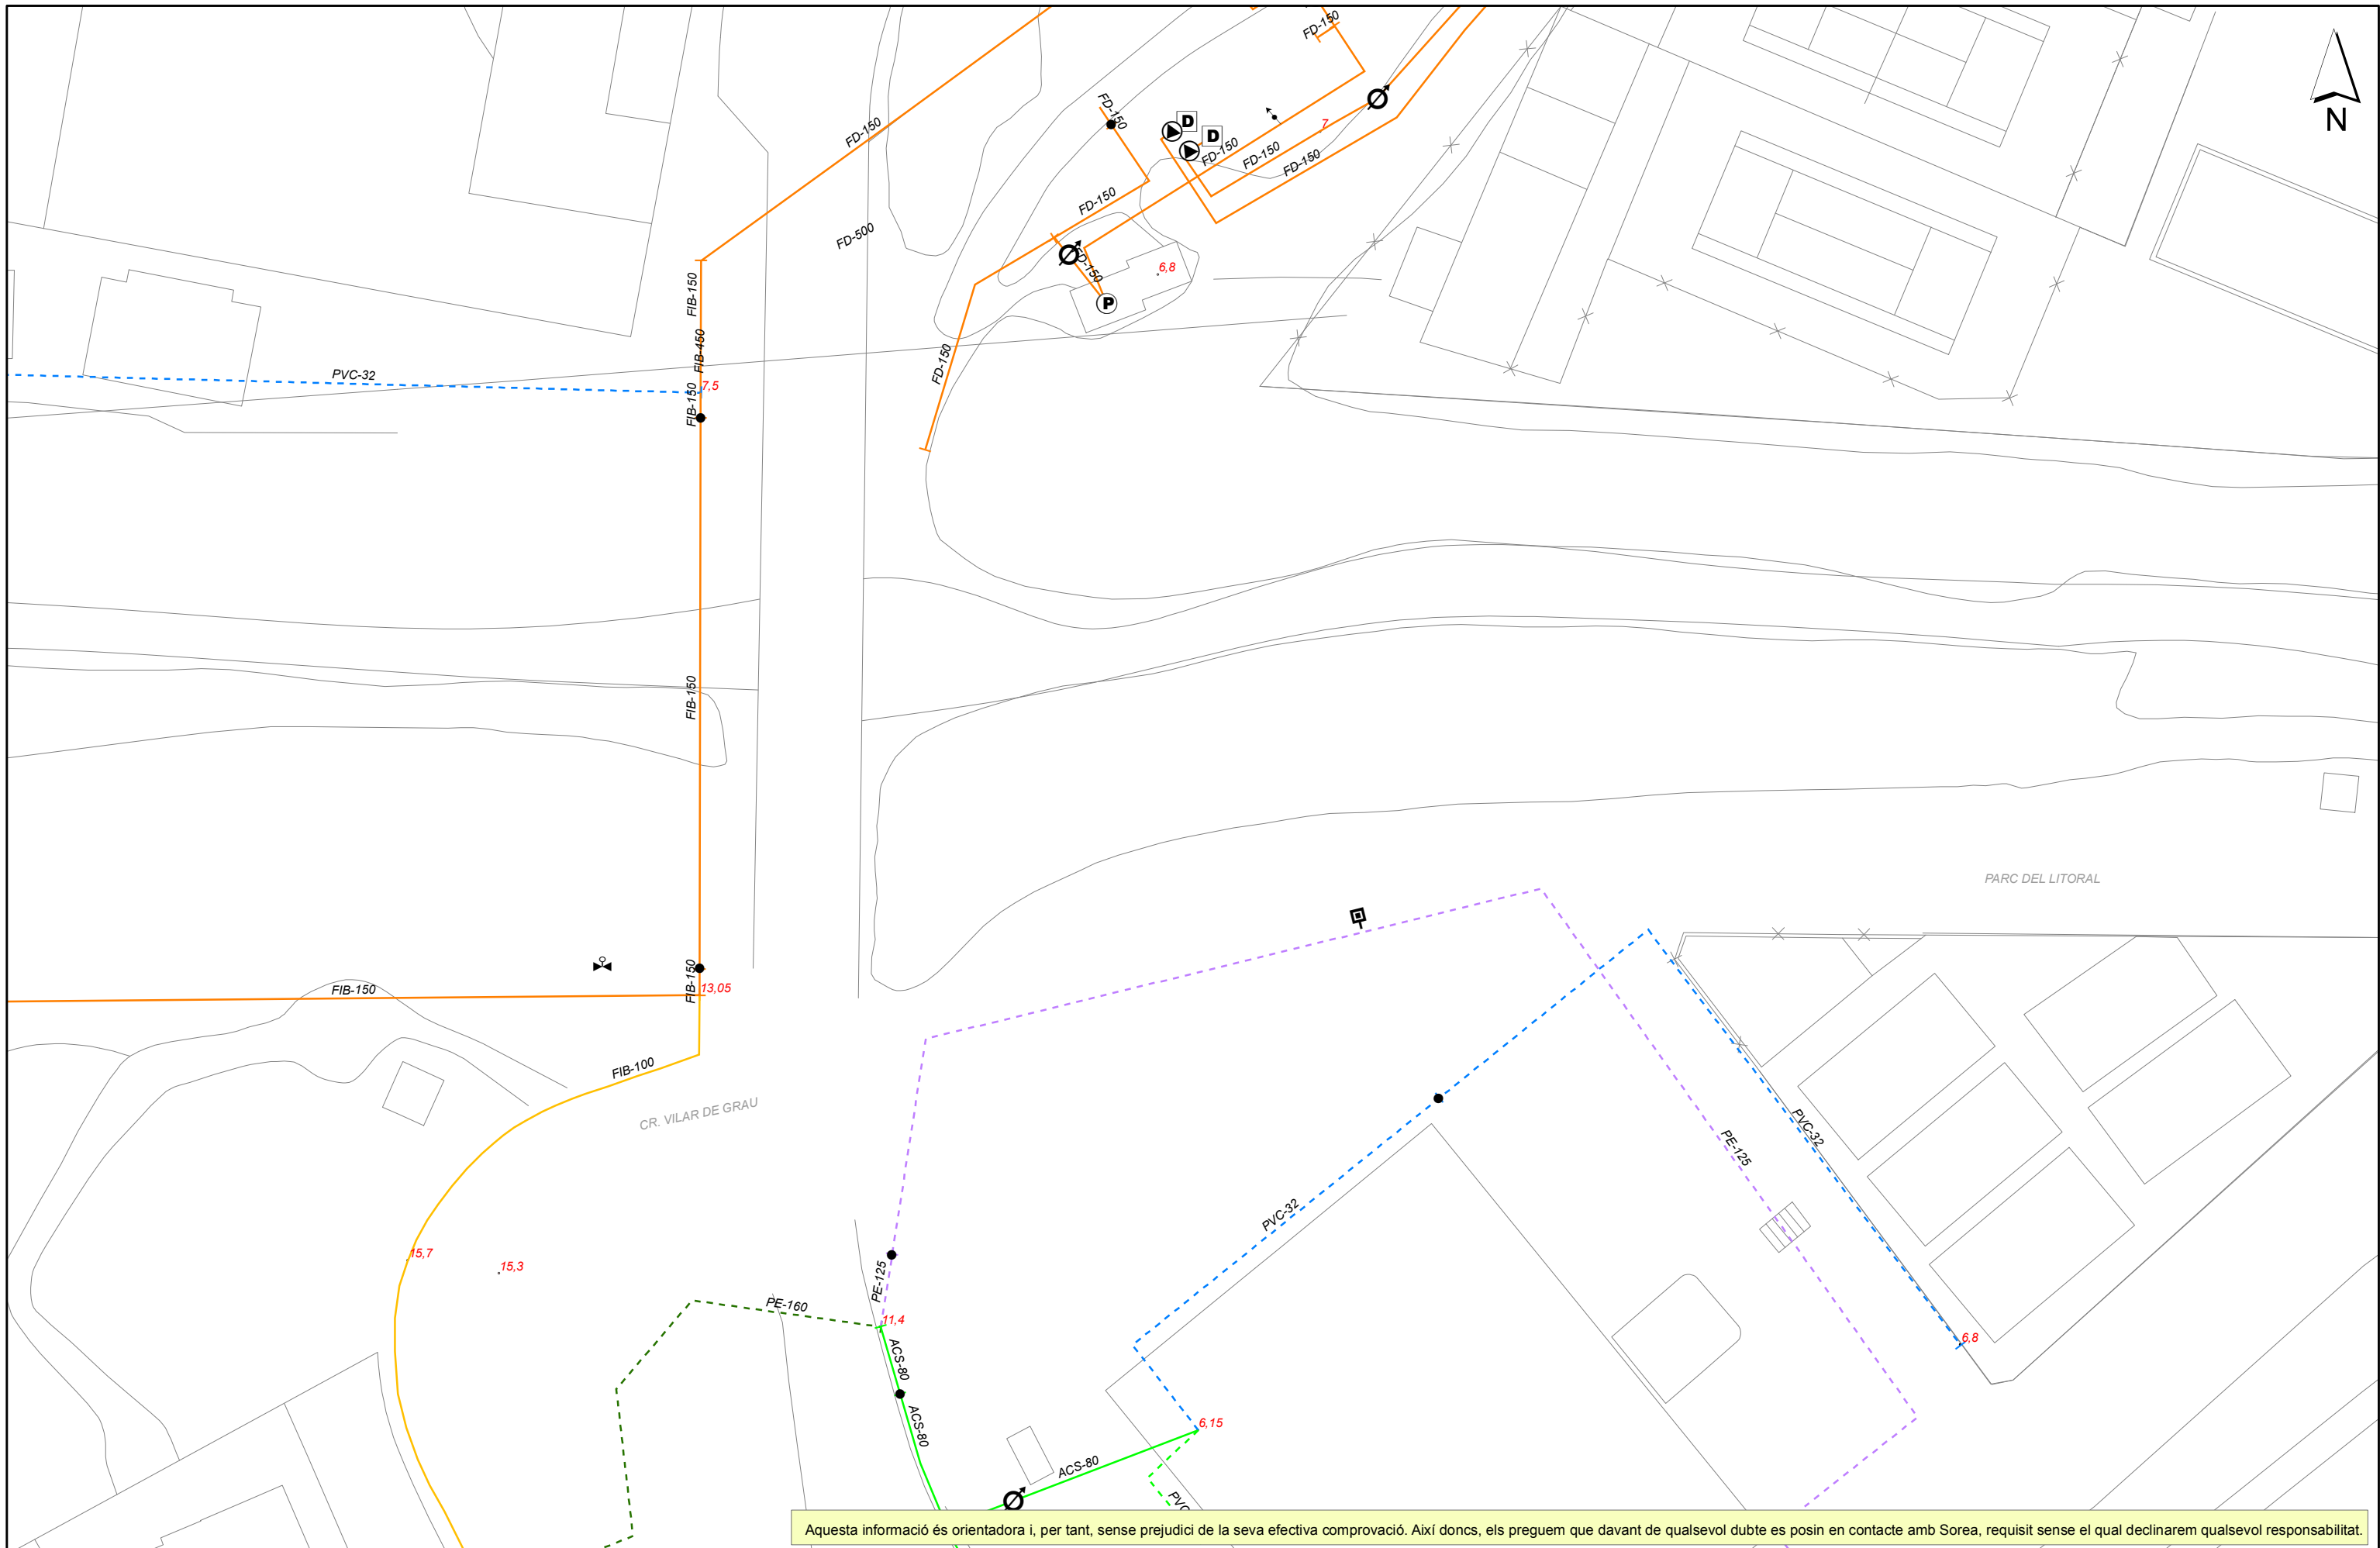 FD-150
FD-150
FD-150
D
D
7
FD-150
FD-150
FD-150
N
FD-150
FD-500
FD-150
6,8
P
FIB-150
FIB-450
FD-150
PVC-32
7,5
FIB-150
FIB-150
PARC DEL LITORAL
FIB-150
FIB-150
13,05
FIB-100
CR. VILAR DE GRAU
PVC-32
PE-125
PVC-32
15,7
15,3
PE-125
PE-160
11,4
6,8
ACS-80
ACS-80
6,15
ACS-80
PVC
Aquesta informació és orientadora i, per tant, sense prejudici de la seva efectiva comprovació. Així doncs, els preguem que davant de qualsevol dubte es posin en contacte amb Sorea, requisit sense el qual declinarem qualsevol responsabilitat.